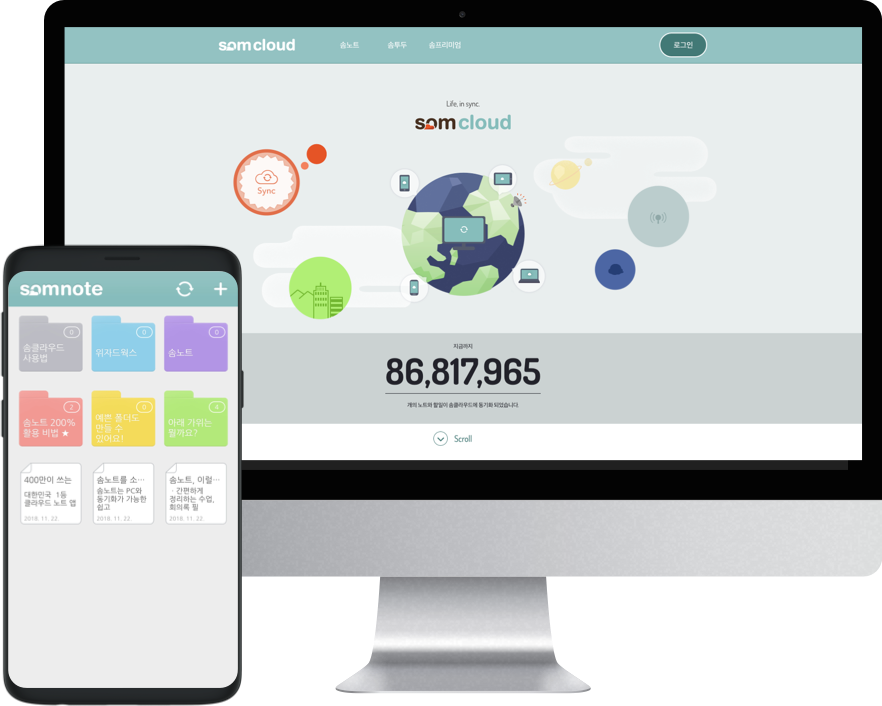 somcloud
솜노트 솜투두 솜프리미엄 로그인
Life, in sync.
somcloud
Sync
지금까지
86,817,965
개의 노트와 할일이 솜클라우드에 동기화 되었습니다.
Scroll
somnote
0 0 0
솜클라우드
사용법
위자드웍스
솜노트
2 0 4
솜노트 200%
활용 비법 ★
예쁜 폴더도
만들 수
있어요!
아래 가위는
뭘까요?
400만이 쓰는
대한민국 1등
클라우드 노트 앱
2018. 11. 22.
솜노트를 소…
솜노트는 PC와
동기화가 가능한
쉽고
2018. 11. 22.
솜노트, 이럴…
· 간편하게
정리하는 수업,
회의록 필
2018. 11. 22.